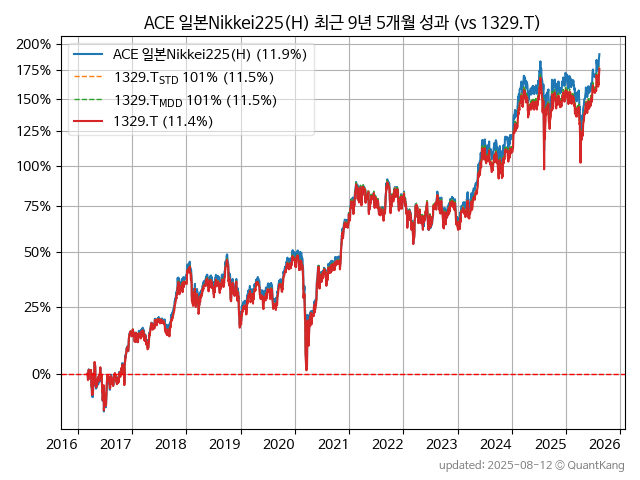 ACE 일본Nikkei225(H) 최근 9년 5개월 성과 (vs 1329.T)
200%
175%
150%
125%
100%
75%
50%
25%
0%
ACE 일본Nikkei225(H) (11.9%)
1329.TSTD 101% (11.5%)
1329.TMDD 101% (11.5%)
1329.T (11.4%)
2016 2017 2018 2019 2020 2021 2022 2023 2024 2025 2026
updated: 2025-08-12 © QuantKang